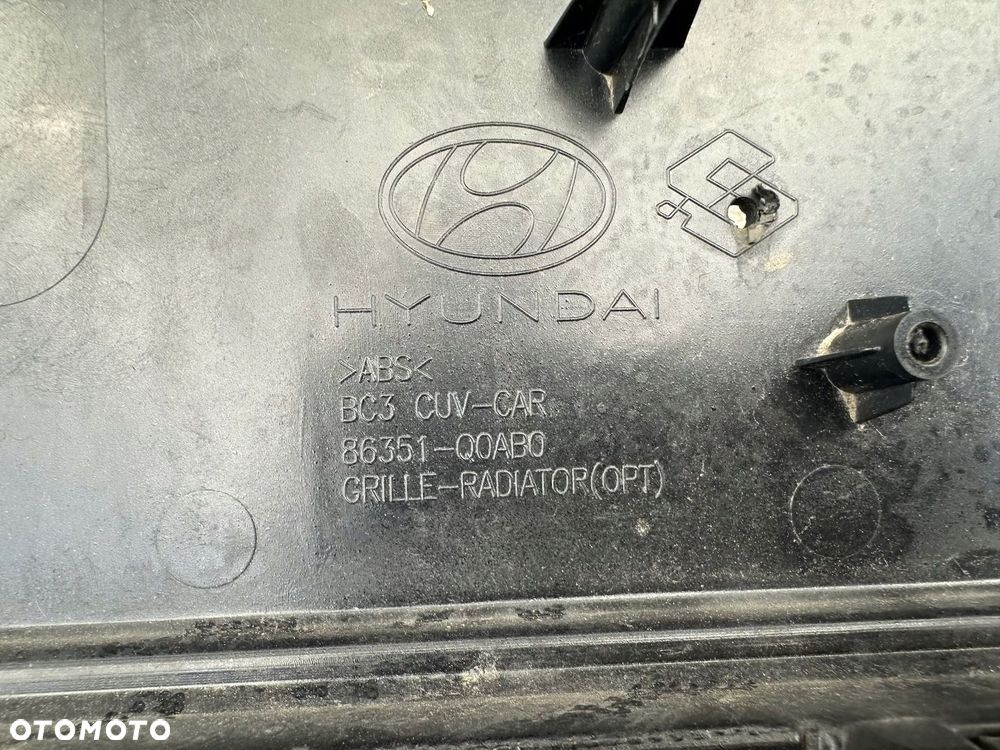 HYUNDAI
>ABS<
BC3 CUV-CAR
86351-Q0AB0
GRILLE-RADIATOR(OPT)
OTOMOTO